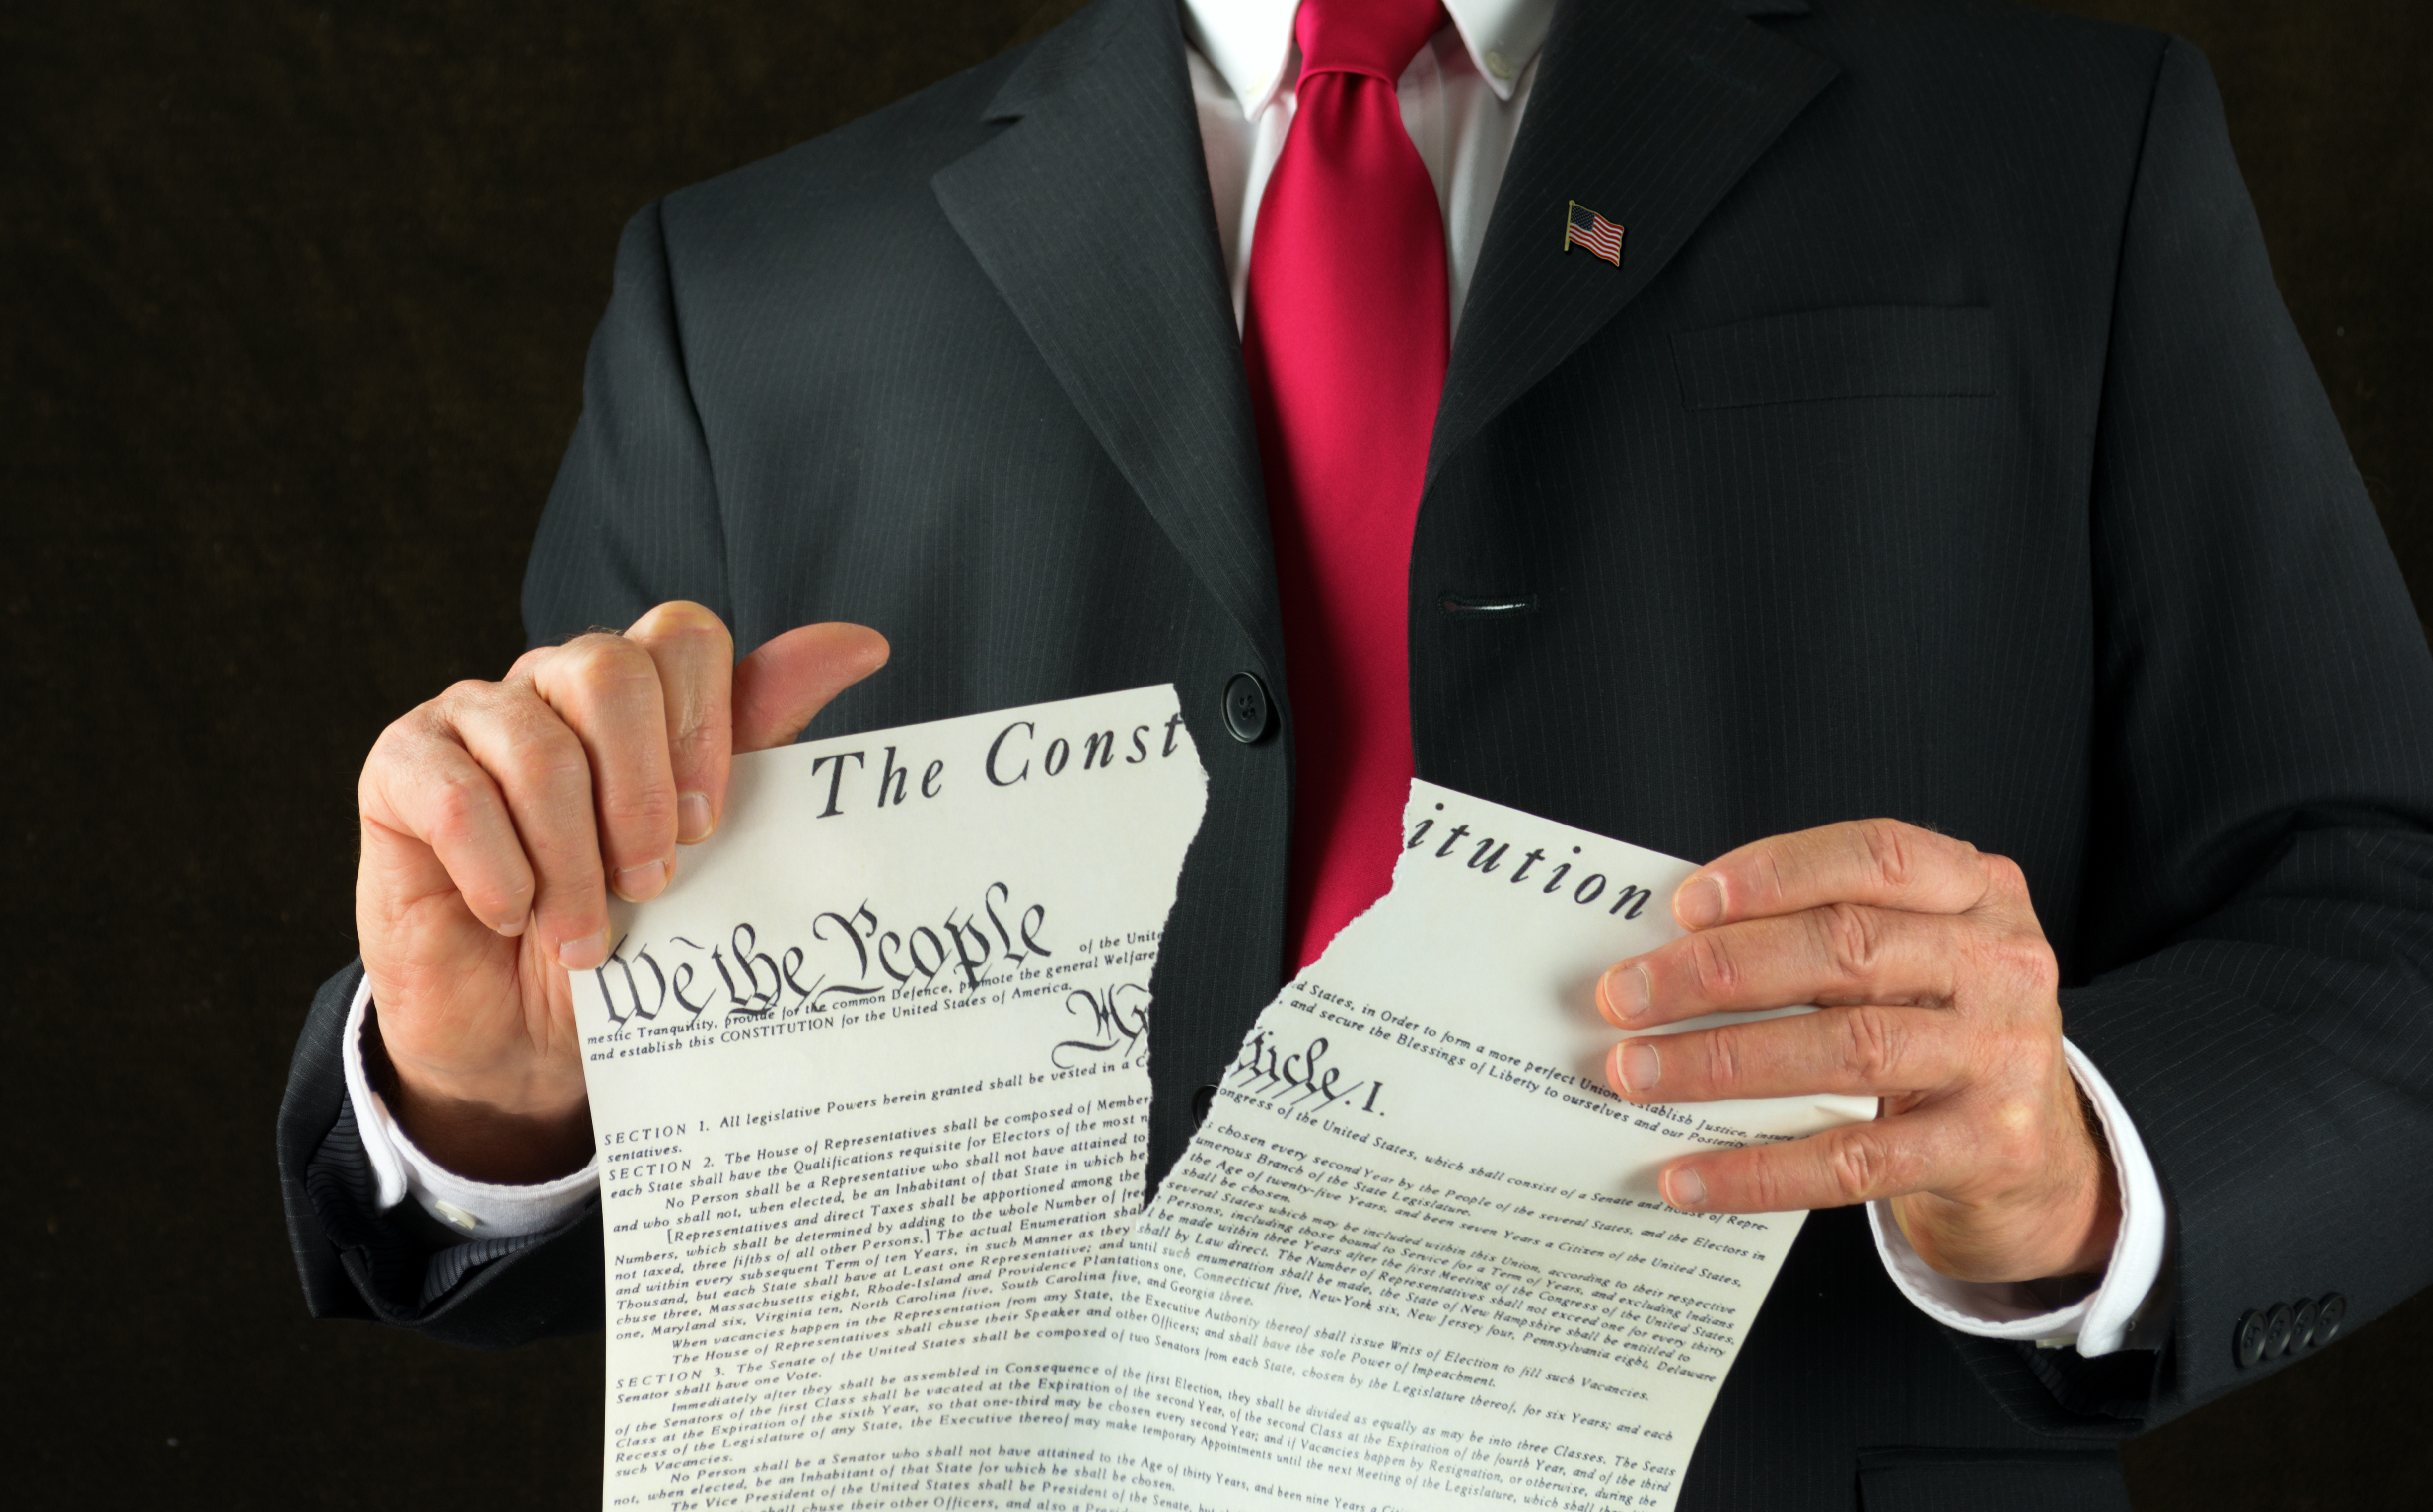 The Const itution
We the People of the Unite d States, in Order to form a more perfect Union, establish Justice, insure
mestic Tranquility, provide for the common Defence, promote the general Welfare , and secure the Blessings of Liberty to ourselves and our Posterity
and establish this CONSTITUTION for the United States of America.
Ar ticle. I.
SECTION 1. All legislative Powers herein granted shall be vested in a C ongress of the United States, which shall consist of a Senate and House of Repre-
sentatives.
SECTION 2. The House of Representatives shall be composed of Member s chosen every second Year by the People of the several States, and the Electors in
each State shall have the Qualifications requisite for Electors of the most n umerous Branch of the State Legislature.
No Person shall be a Representative who shall not have attained to the Age of twenty-five Years, and been seven Years a Citizen of the United States,
and who shall not, when elected, be an Inhabitant of that State in which he shall be chosen.
[Representatives and direct Taxes shall be apportioned among the several States which may be included within this Union, according to their respective
Numbers, which shall be determined by adding to the whole Number of free Persons, including those bound to Service for a Term of Years, and excluding Indians
not taxed, three fifths of all other Persons.] The actual Enumeration shal l be made within three Years after the first Meeting of the Congress of the United States,
and within every subsequent Term of ten Years, in such Manner as they shall by Law direct. The Number of Representatives shall not exceed one for every thirty
Thousand, but each State shall have at Least one Representative; and until such enumeration shall be made, the State of New Hampshire shall be entitled to
chuse three, Massachusetts eight, Rhode-Island and Providence Plantations one, Connecticut five, New-York six, New Jersey four, Pennsylvania eight, Delaware
one, Maryland six, Virginia ten, North Carolina five, South Carolina five, and Georgia three.
When vacancies happen in the Representation from any State, the Executive Authority thereof shall issue Writs of Election to fill such Vacancies.
The House of Representatives shall chuse their Speaker and other Officers; and shall have the sole Power of Impeachment.
SECTION 3. The Senate of the United States shall be composed of two Senators from each State, chosen by the Legislature thereof, for six Years; and each
Senator shall have one Vote.
Immediately after they shall be assembled in Consequence of the first Election, they shall be divided as equally as may be into three Classes. The Seats
of the Senators of the first Class shall be vacated at the Expiration of the second Year, of the second Class at the Expiration of the fourth Year, and of the third
Class at the Expiration of the sixth Year, so that one-third may be chosen every second Year; and if Vacancies happen by Resignation, or otherwise, during the
Recess of the Legislature of any State, the Executive thereof may make temporary Appointments until the next Meeting of the Legislature, which shall
such Vacancies.
No Person shall be a Senator who shall not have attained to the Age of thirty Years, and been nine Years a
not, when elected, be an Inhabitant of that State for which he shall be chosen.
The Vice President of the United States shall be President of the Senate,
shall chuse their other Officers, and also a